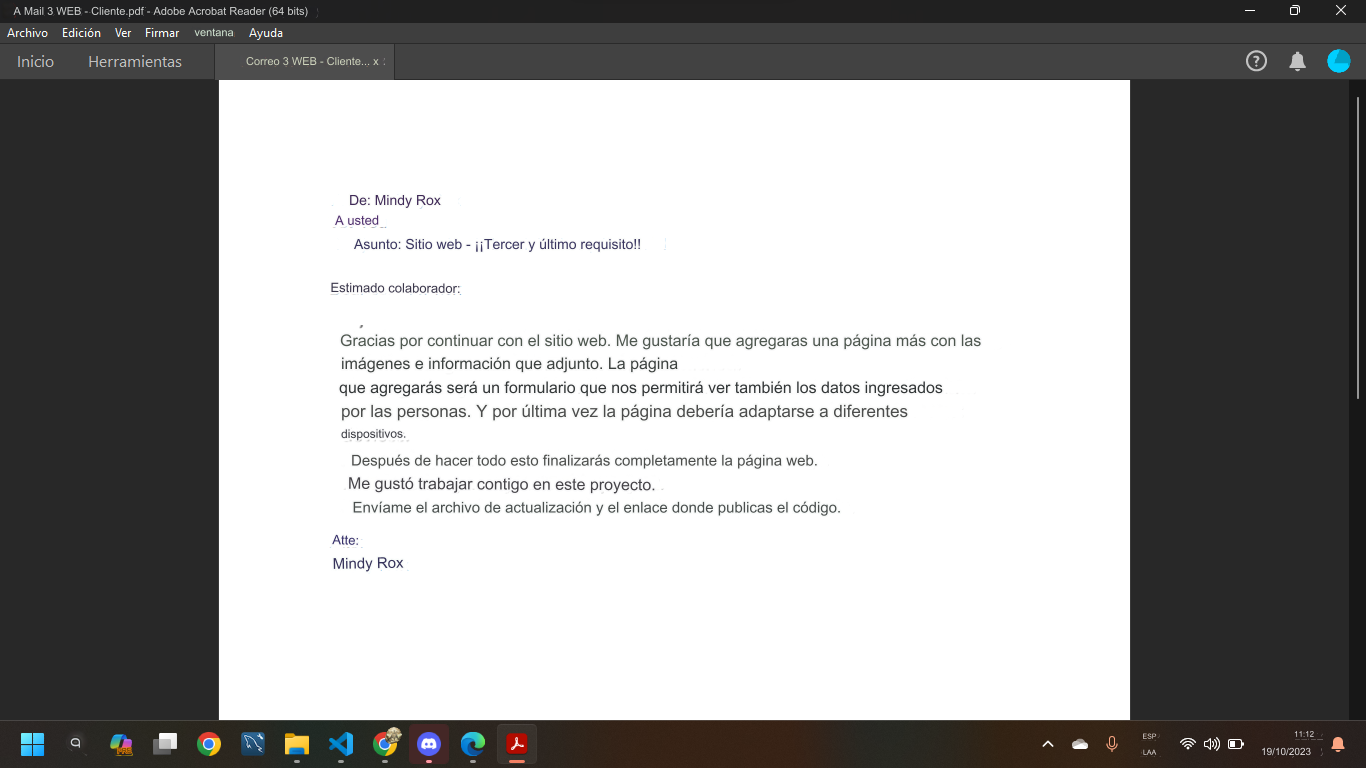 A Mail 3 WEB - Cliente.pdf - Adobe Acrobat Reader (64 bits)
Archivo Edición Ver Firmar ventana Ayuda
Inicio Herramientas Correo 3 WEB - Cliente... x
De: Mindy Rox
A usted
Asunto: Sitio web - ¡¡Tercer y último requisito!!
Estimado colaborador:
Gracias por continuar con el sitio web. Me gustaría que agregaras una página más con las
imágenes e información que adjunto. La página
que agregarás será un formulario que nos permitirá ver también los datos ingresados
por las personas. Y por última vez la página debería adaptarse a diferentes
dispositivos.
Después de hacer todo esto finalizarás completamente la página web.
Me gustó trabajar contigo en este proyecto.
Envíame el archivo de actualización y el enlace donde publicas el código.
Atte:
Mindy Rox
ESP
LAA
11:12
19/10/2023